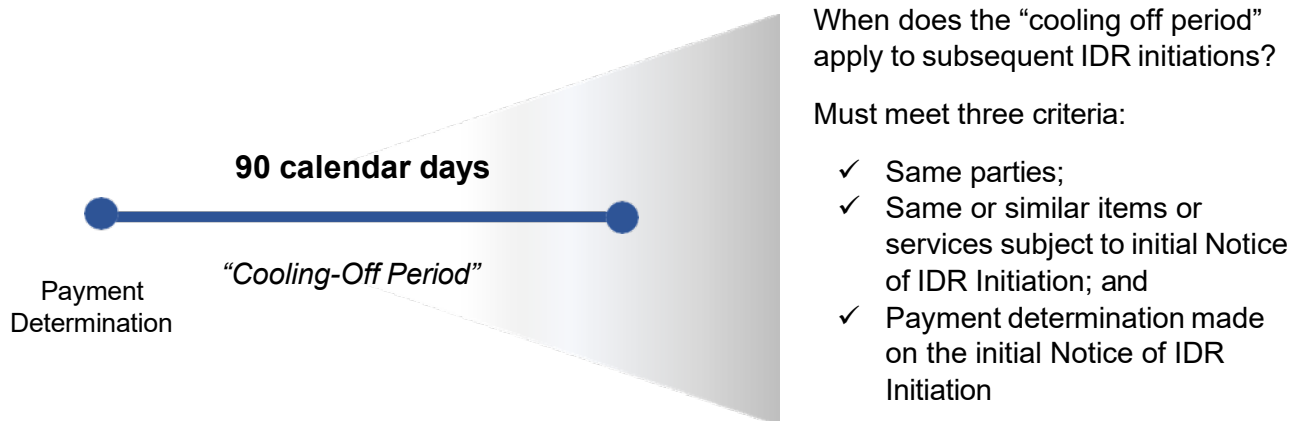 90 calendar days
“Cooling-Off Period”
Payment
Determination
When does the “cooling off period”
apply to subsequent IDR initiations?
Must meet three criteria:
✓ Same parties;
✓ Same or similar items or
services subject to initial Notice
of IDR Initiation; and
✓ Payment determination made
on the initial Notice of IDR
Initiation